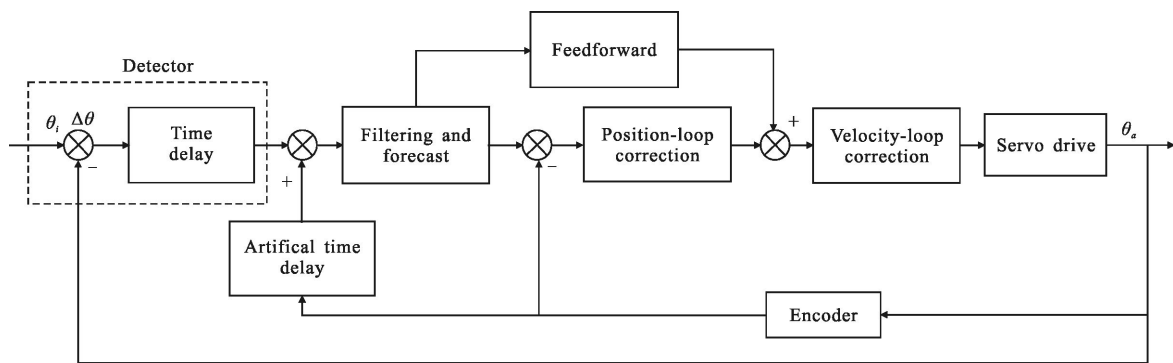 Feedforward
Detector
θi Δθ
Time
delay
Filtering and
forecast
Position-loop
correction
+
Velocity-loop
correction
Servo drive
θa
−
+
−
Artifical time
delay
Encoder